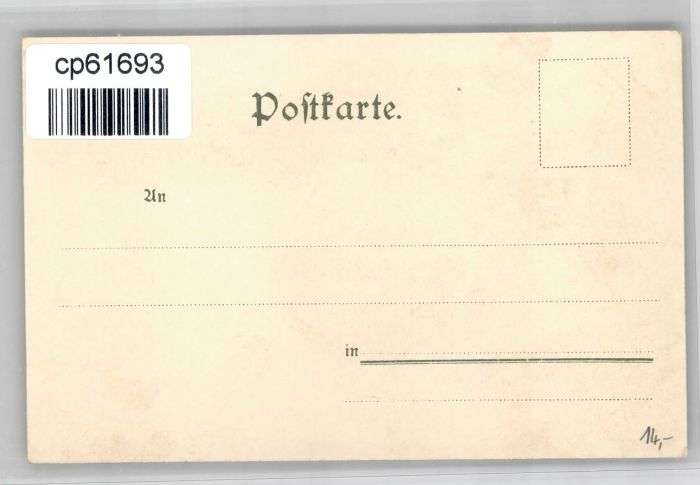 cp61693
Poſtkarte.
An
in
14,-